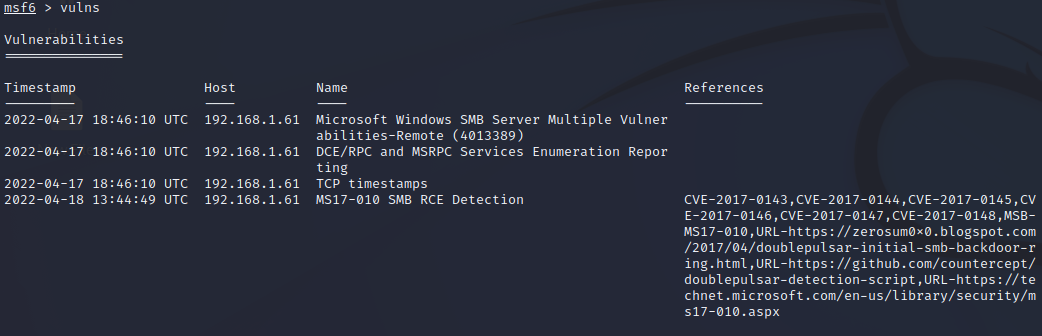 msf6 > vulns
Vulnerabilities
===============
Timestamp Host Name References
--------- ---- ---- ----------
2022-04-17 18:46:10 UTC 192.168.1.61 Microsoft Windows SMB Server Multiple Vulner
abilities-Remote (4013389)
2022-04-17 18:46:10 UTC 192.168.1.61 DCE/RPC and MSRPC Services Enumeration Repor
ting
2022-04-17 18:46:10 UTC 192.168.1.61 TCP timestamps
2022-04-18 13:44:49 UTC 192.168.1.61 MS17-010 SMB RCE Detection CVE-2017-0143,CVE-2017-0144,CVE-2017-0145,CV
E-2017-0146,CVE-2017-0147,CVE-2017-0148,MSB-
MS17-010,URL-https://zerosum0x0.blogspot.com
/2017/04/doublepulsar-initial-smb-backdoor-r
ing.html,URL-https://github.com/countercept/
doublepulsar-detection-script,URL-https://te
chnet.microsoft.com/en-us/library/security/m
s17-010.aspx